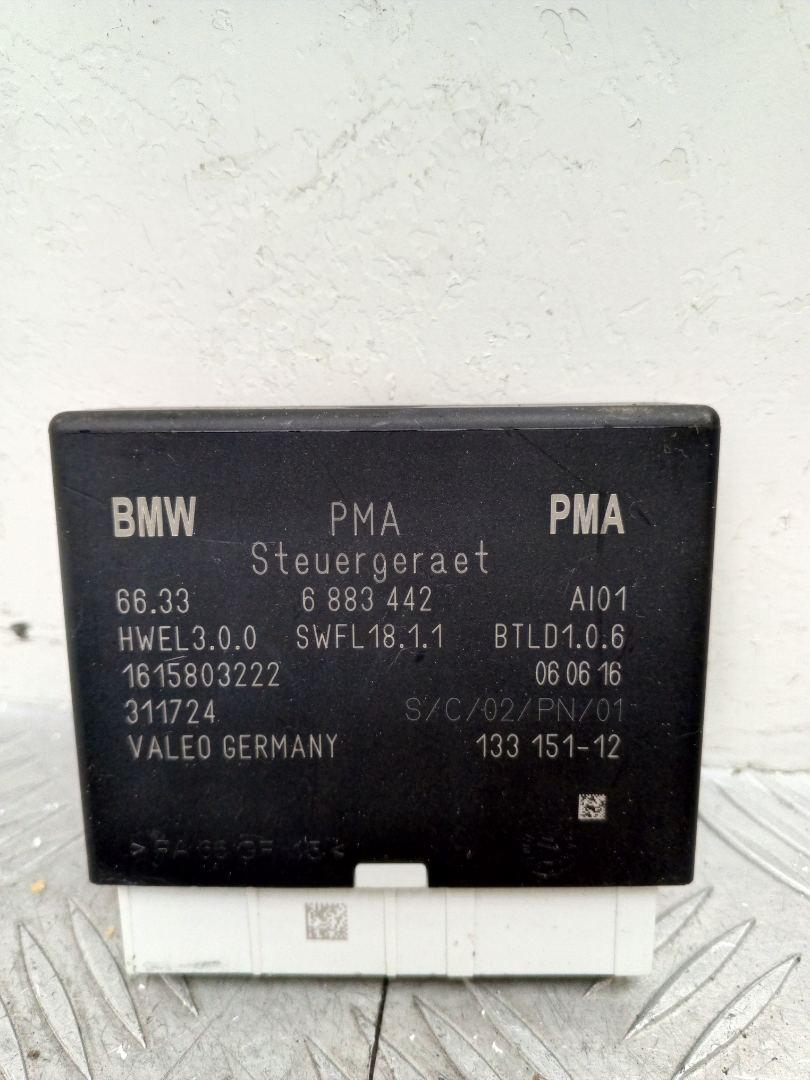 BMW PMA PMA
Steuergeraet
66.33 6 883 442 AI01
HWEL3.0.0 SWFL18.1.1 BTLD1.0.6
1615803222 06 06 16
311724 S/C/02/PN/01
VALEO GERMANY 133 151-12